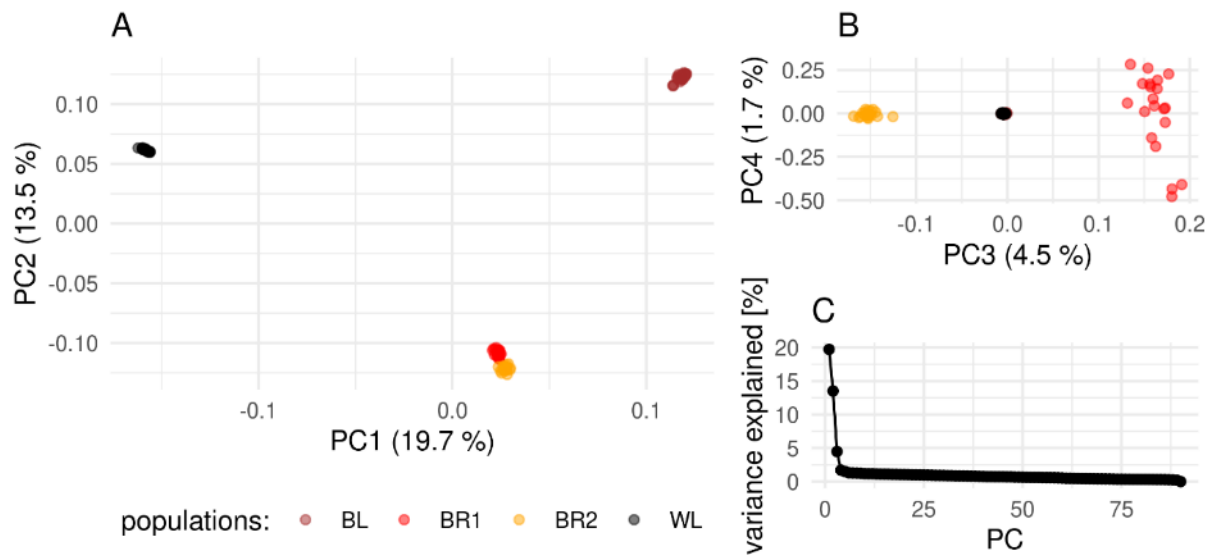 A
PC2 (13.5 %)
0.10
0.05
0.00
-0.05
-0.10
-0.1
0.0
0.1
PC1 (19.7 %)
populations: BL BR1 BR2 WL
B
PC4 (1.7 %)
0.25
0.00
-0.25
-0.50
-0.1
0.0
0.1
0.2
PC3 (4.5 %)
C
variance explained [%]
20
15
10
5
0
0
25
50
75
PC